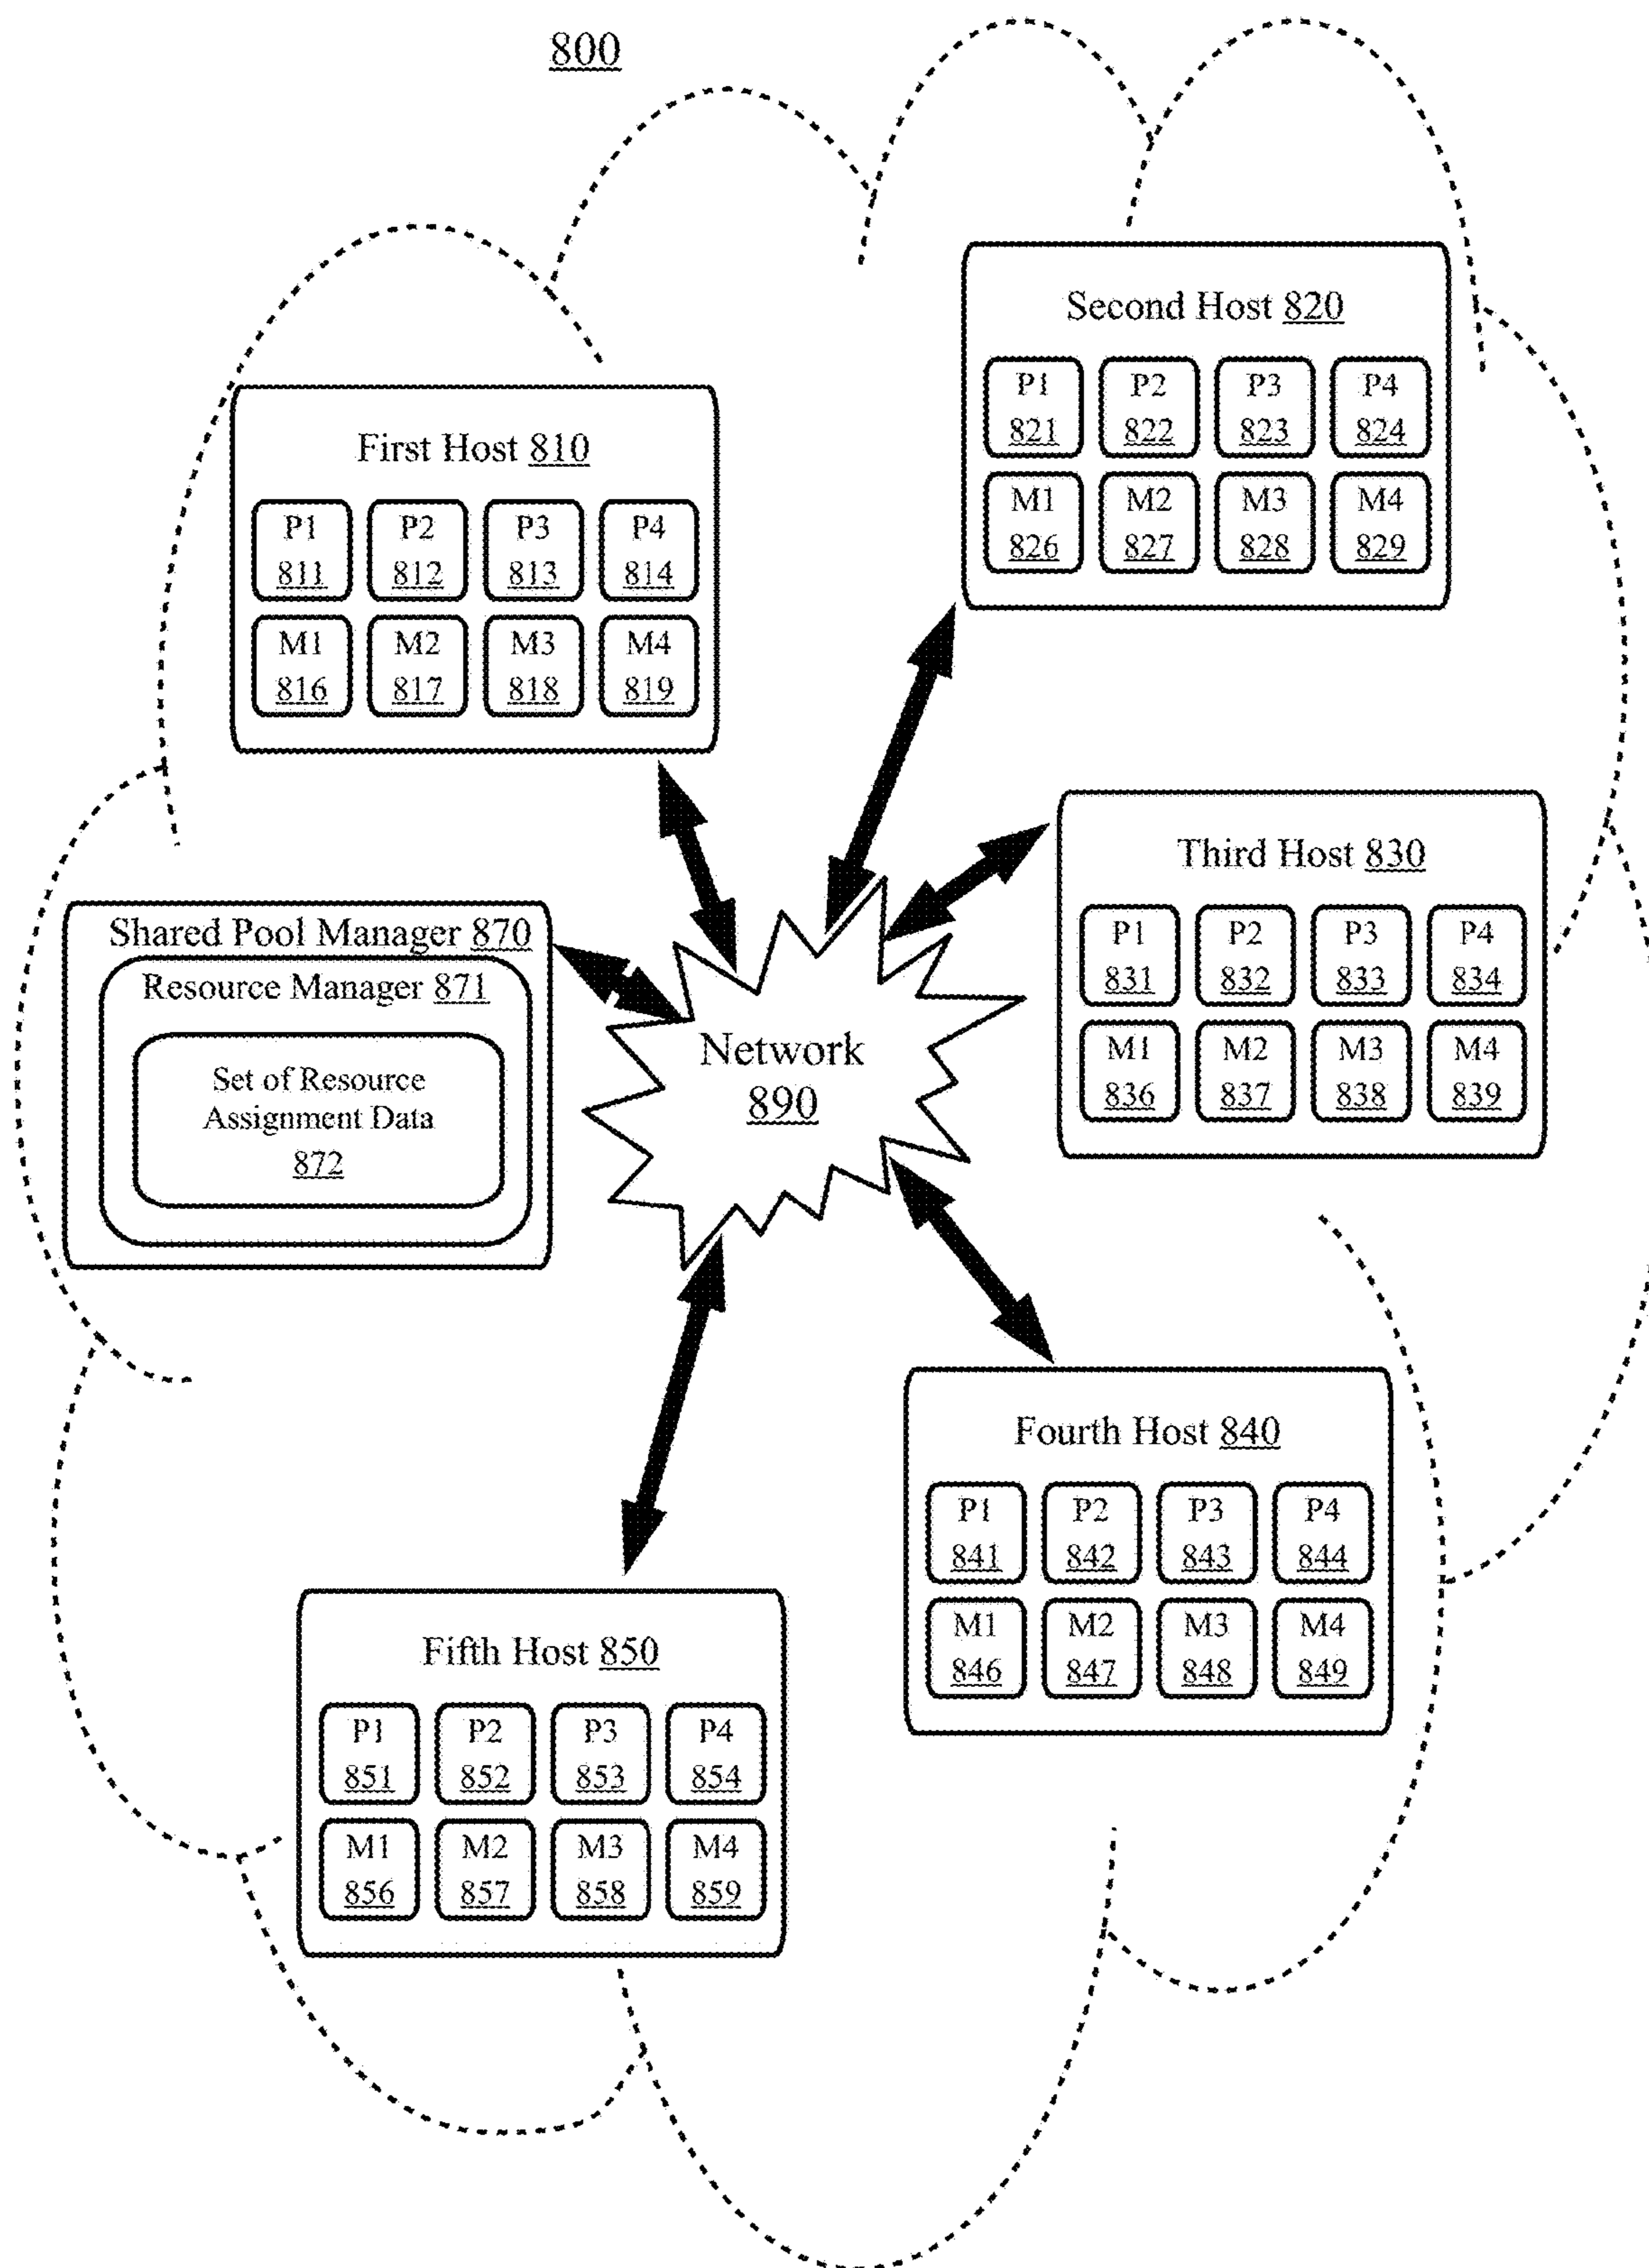 800
Second Host 820
P1 P2 P3 P4
821 822 823 824
M1 M2 M3 M4
826 827 828 829
First Host 810
P1 P2 P3 P4
811 812 813 814
M1 M2 M3 M4
816 817 818 819
Third Host 830
P1 P2 P3 P4
831 832 833 834
M1 M2 M3 M4
836 837 838 839
Shared Pool Manager 870
Resource Manager 871
Set of Resource
Assignment Data
872
Network
890
Fourth Host 840
P1 P2 P3 P4
841 842 843 844
M1 M2 M3 M4
846 847 848 849
Fifth Host 850
P1 P2 P3 P4
851 852 853 854
M1 M2 M3 M4
856 857 858 859